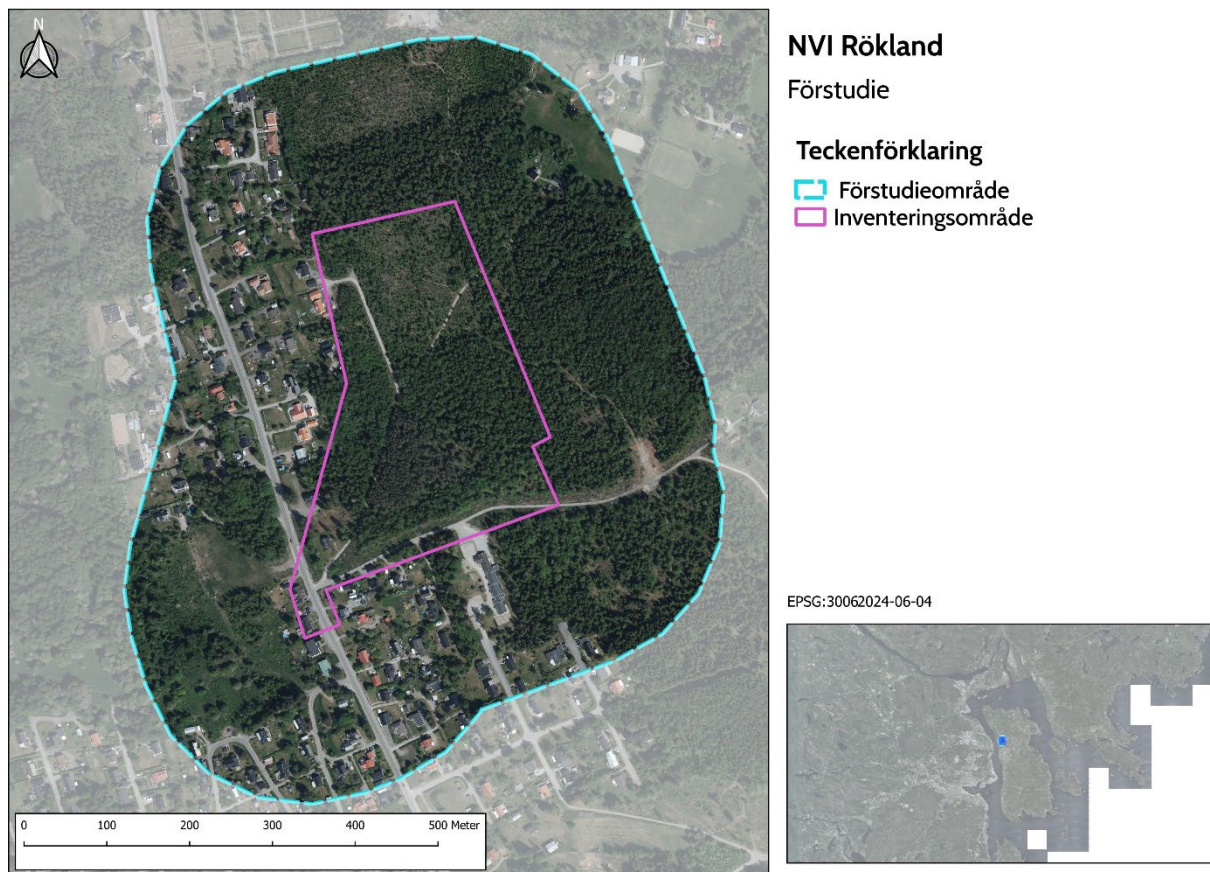 N
NVI Rökland
Förstudie
Teckenförklaring
Förstudieområde
Inventeringsområde
EPSG:30062024-06-04
0 100 200 300 400 500 Meter